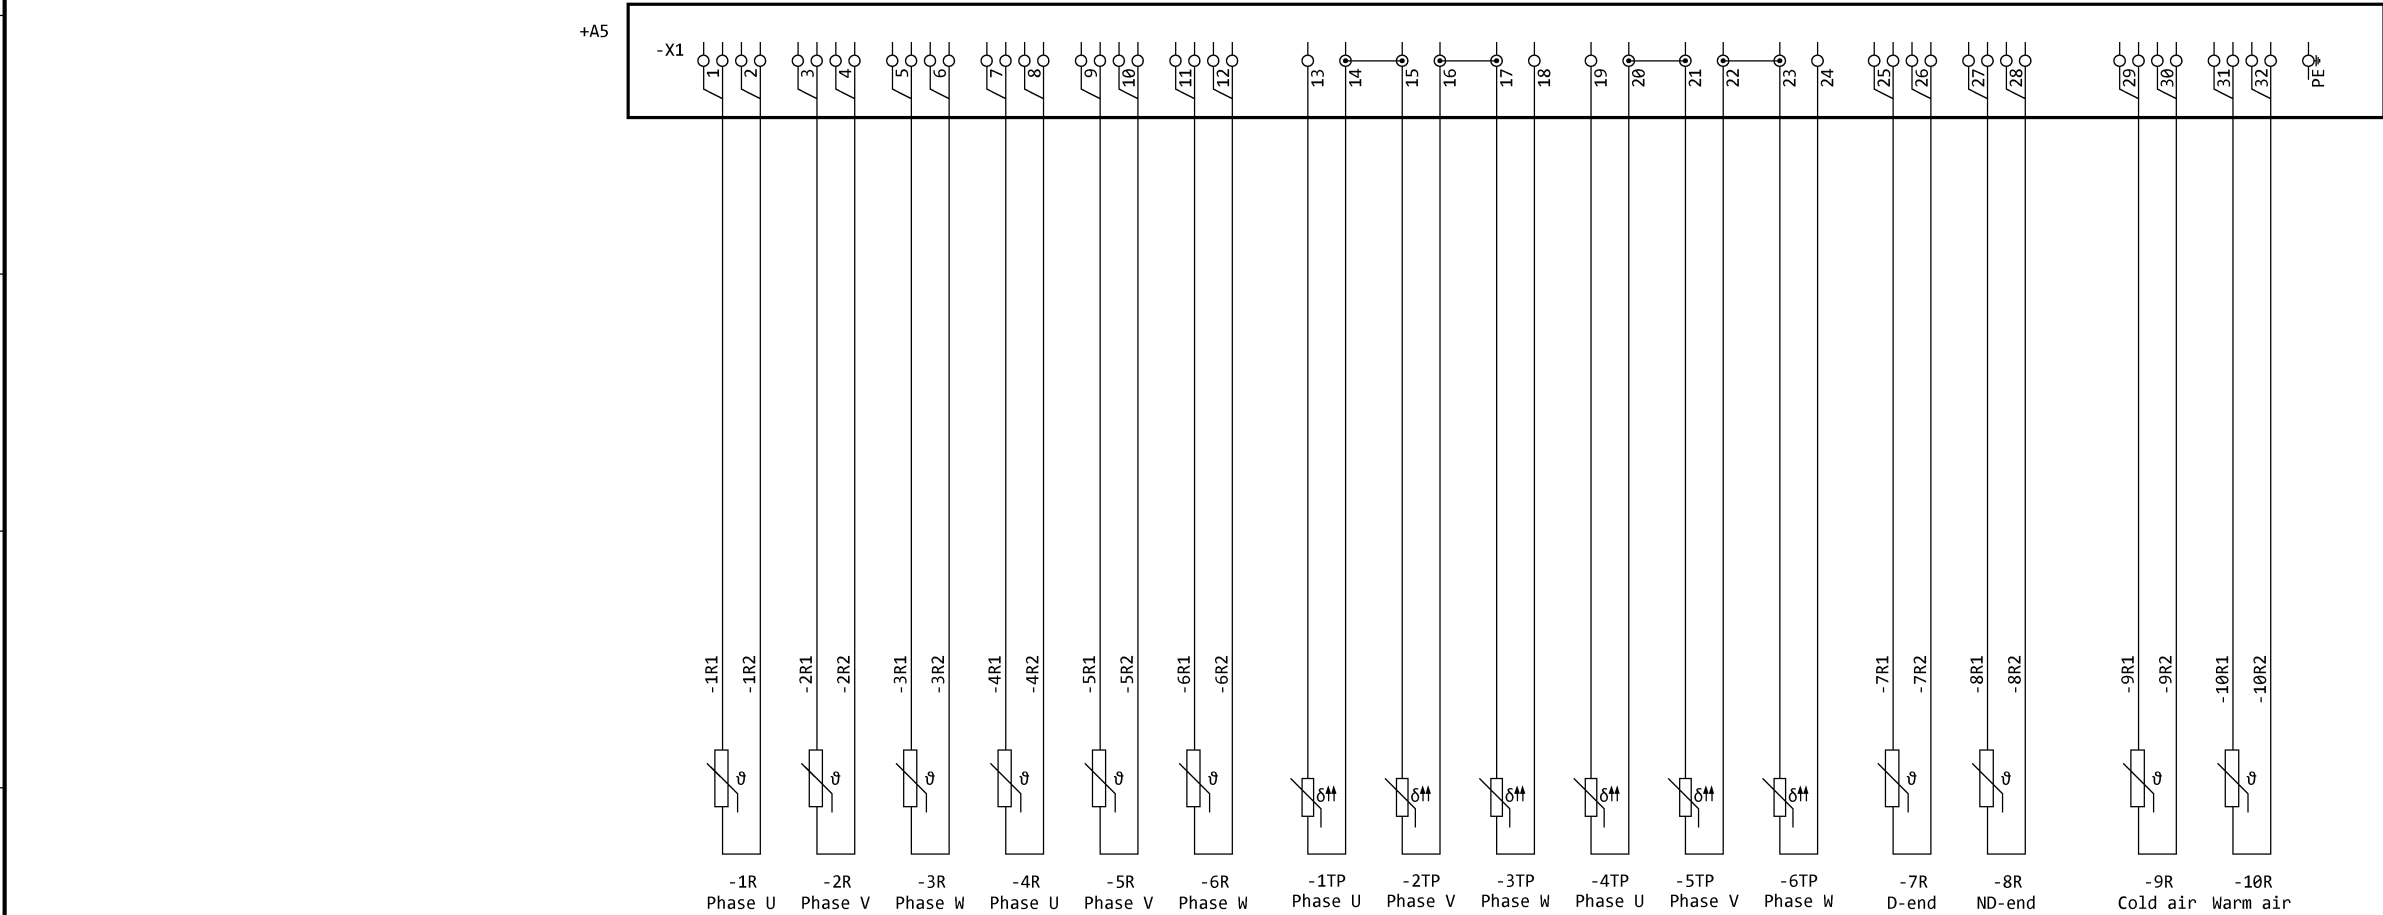 +A5
-X1
1 2 3 4 5 6 7 8 9 10 11 12 13 14 15 16 17 18 19 20 21 22 23 24 25 26 27 28 29 30 31 32 PE
-1R1 -1R2 -2R1 -2R2 -3R1 -3R2 -4R1 -4R2 -5R1 -5R2 -6R1 -6R2 -7R1 -7R2 -8R1 -8R2 -9R1 -9R2 -10R1 -10R2
ϑ ϑ ϑ ϑ ϑ ϑ δ δ δ δ δ δ ϑ ϑ ϑ ϑ
-1R -2R -3R -4R -5R -6R -1TP -2TP -3TP -4TP -5TP -6TP -7R -8R -9R -10R
Phase U Phase V Phase W Phase U Phase V Phase W Phase U Phase V Phase W Phase U Phase V Phase W D-end ND-end Cold air Warm air